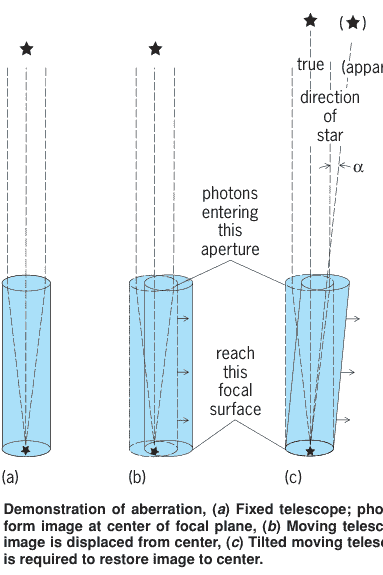 (★)
true (appar
direction
of
star
α
photons
entering
this
aperture
reach
this
focal
surface
(a)
(b)
(c)
Demonstration of aberration, (a) Fixed telescope; pho
form image at center of focal plane, (b) Moving telesc
image is displaced from center, (c) Tilted moving telesc
is required to restore image to center.